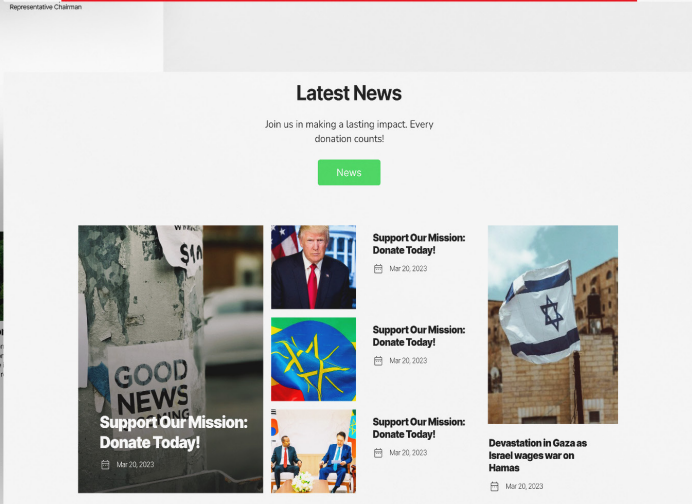 Representative Chairman
Latest News
Join us in making a lasting impact. Every
donation counts!
News
GOOD
NEWS
Support Our Mission:
Donate Today!
Mar 20, 2023
Support Our Mission:
Donate Today!
Mar 20, 2023
Support Our Mission:
Donate Today!
Mar 20, 2023
Support Our Mission:
Donate Today!
Mar 20, 2023
Devastation in Gaza as
Israel wages war on
Hamas
Mar 20, 2023